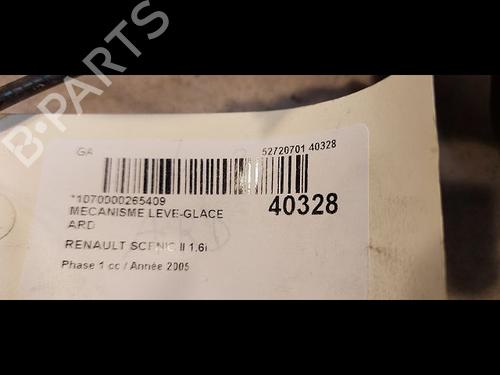 B-PARTS
GA
52720701 40328
*1070000265409
40328
MECANISME LEVE-GLACE
ARD
RENAULT SCENIC II 1.6i
Phase 1 cc / Année 2005